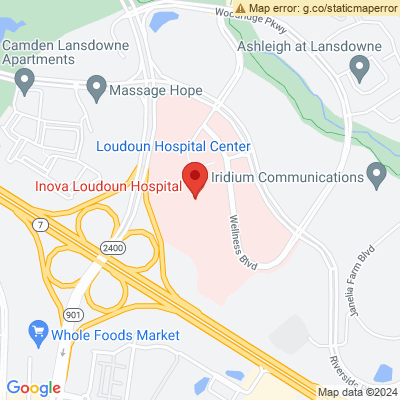 Map error: g.co/staticmaperror
Woodridge Pkwy
Camden Lansdowne
Apartments
Ashleigh at Lansdowne
Massage Hope
Loudoun Hospital Center
Inova Loudoun Hospital
Iridium Communications
Wellness Blvd
7
2400
Janelia Farm Blvd
901
Whole Foods Market
Riverside
Google
Map data ©2024